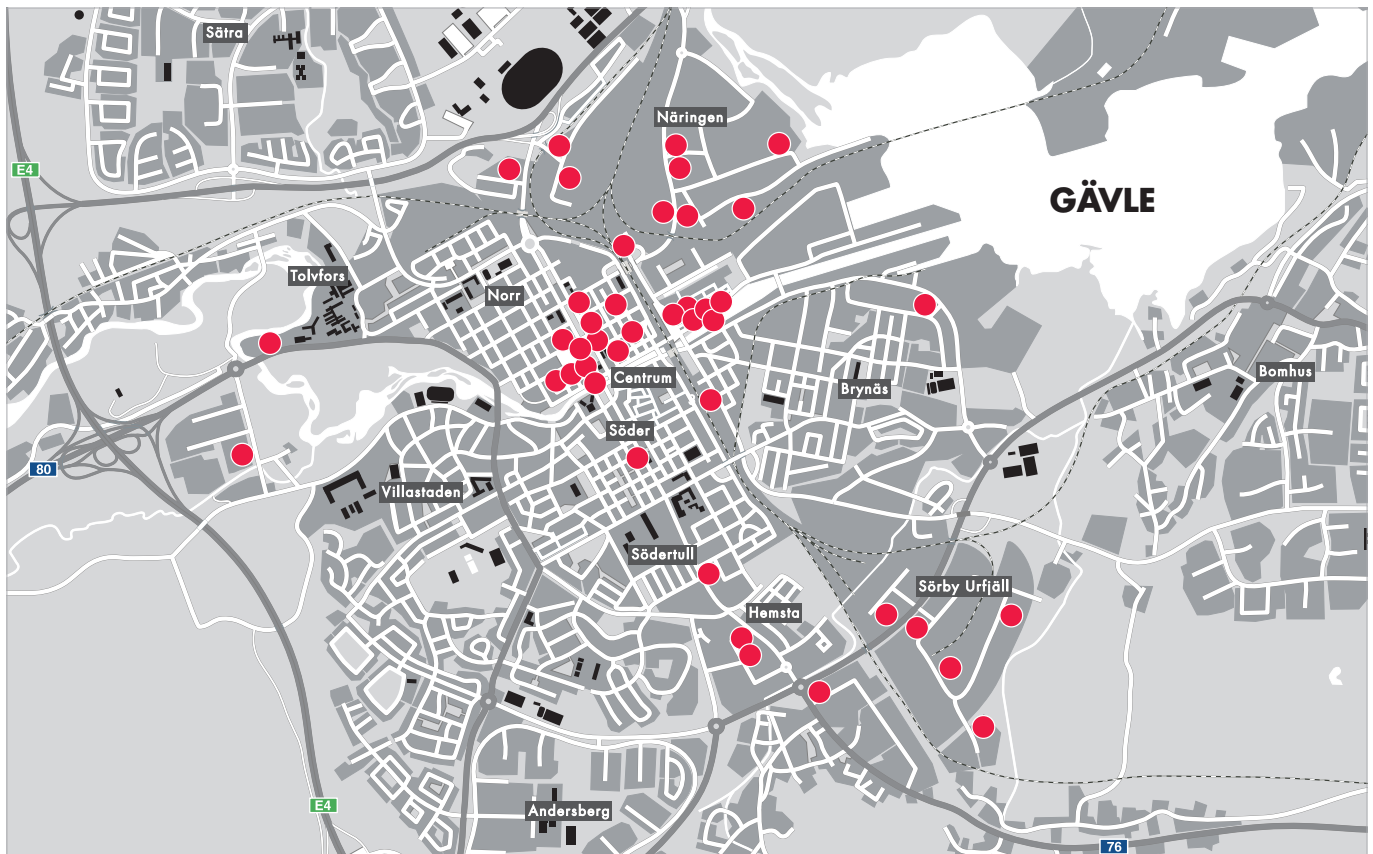 Sätra
Näringen
E4
GÄVLE
Tolvfors
Norr
Centrum
Bomhus
Brynäs
Söder
80
Villastaden
Södertull
Sörby Urfjäll
Hemsta
E4
Andersberg
76